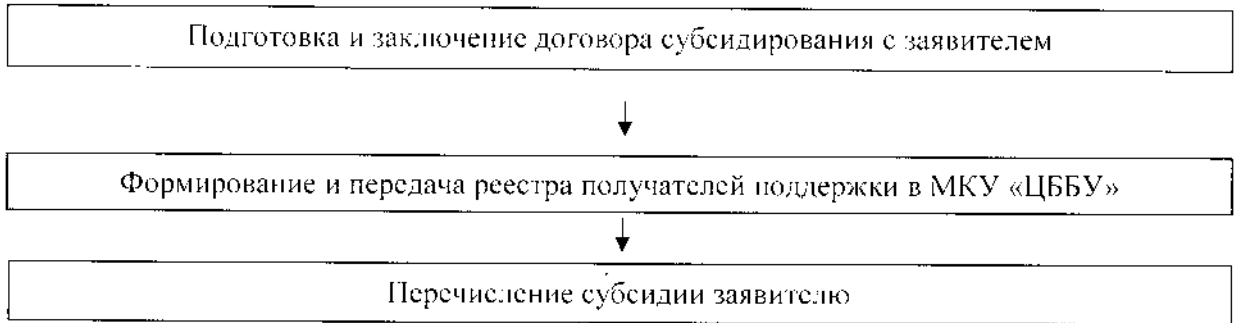 Подготовка и заключение договора субсидирования с заявителем
Формирование и передача реестра получателей поддержки в МКУ «ЦББУ»
Перечисление субсидии заявителю